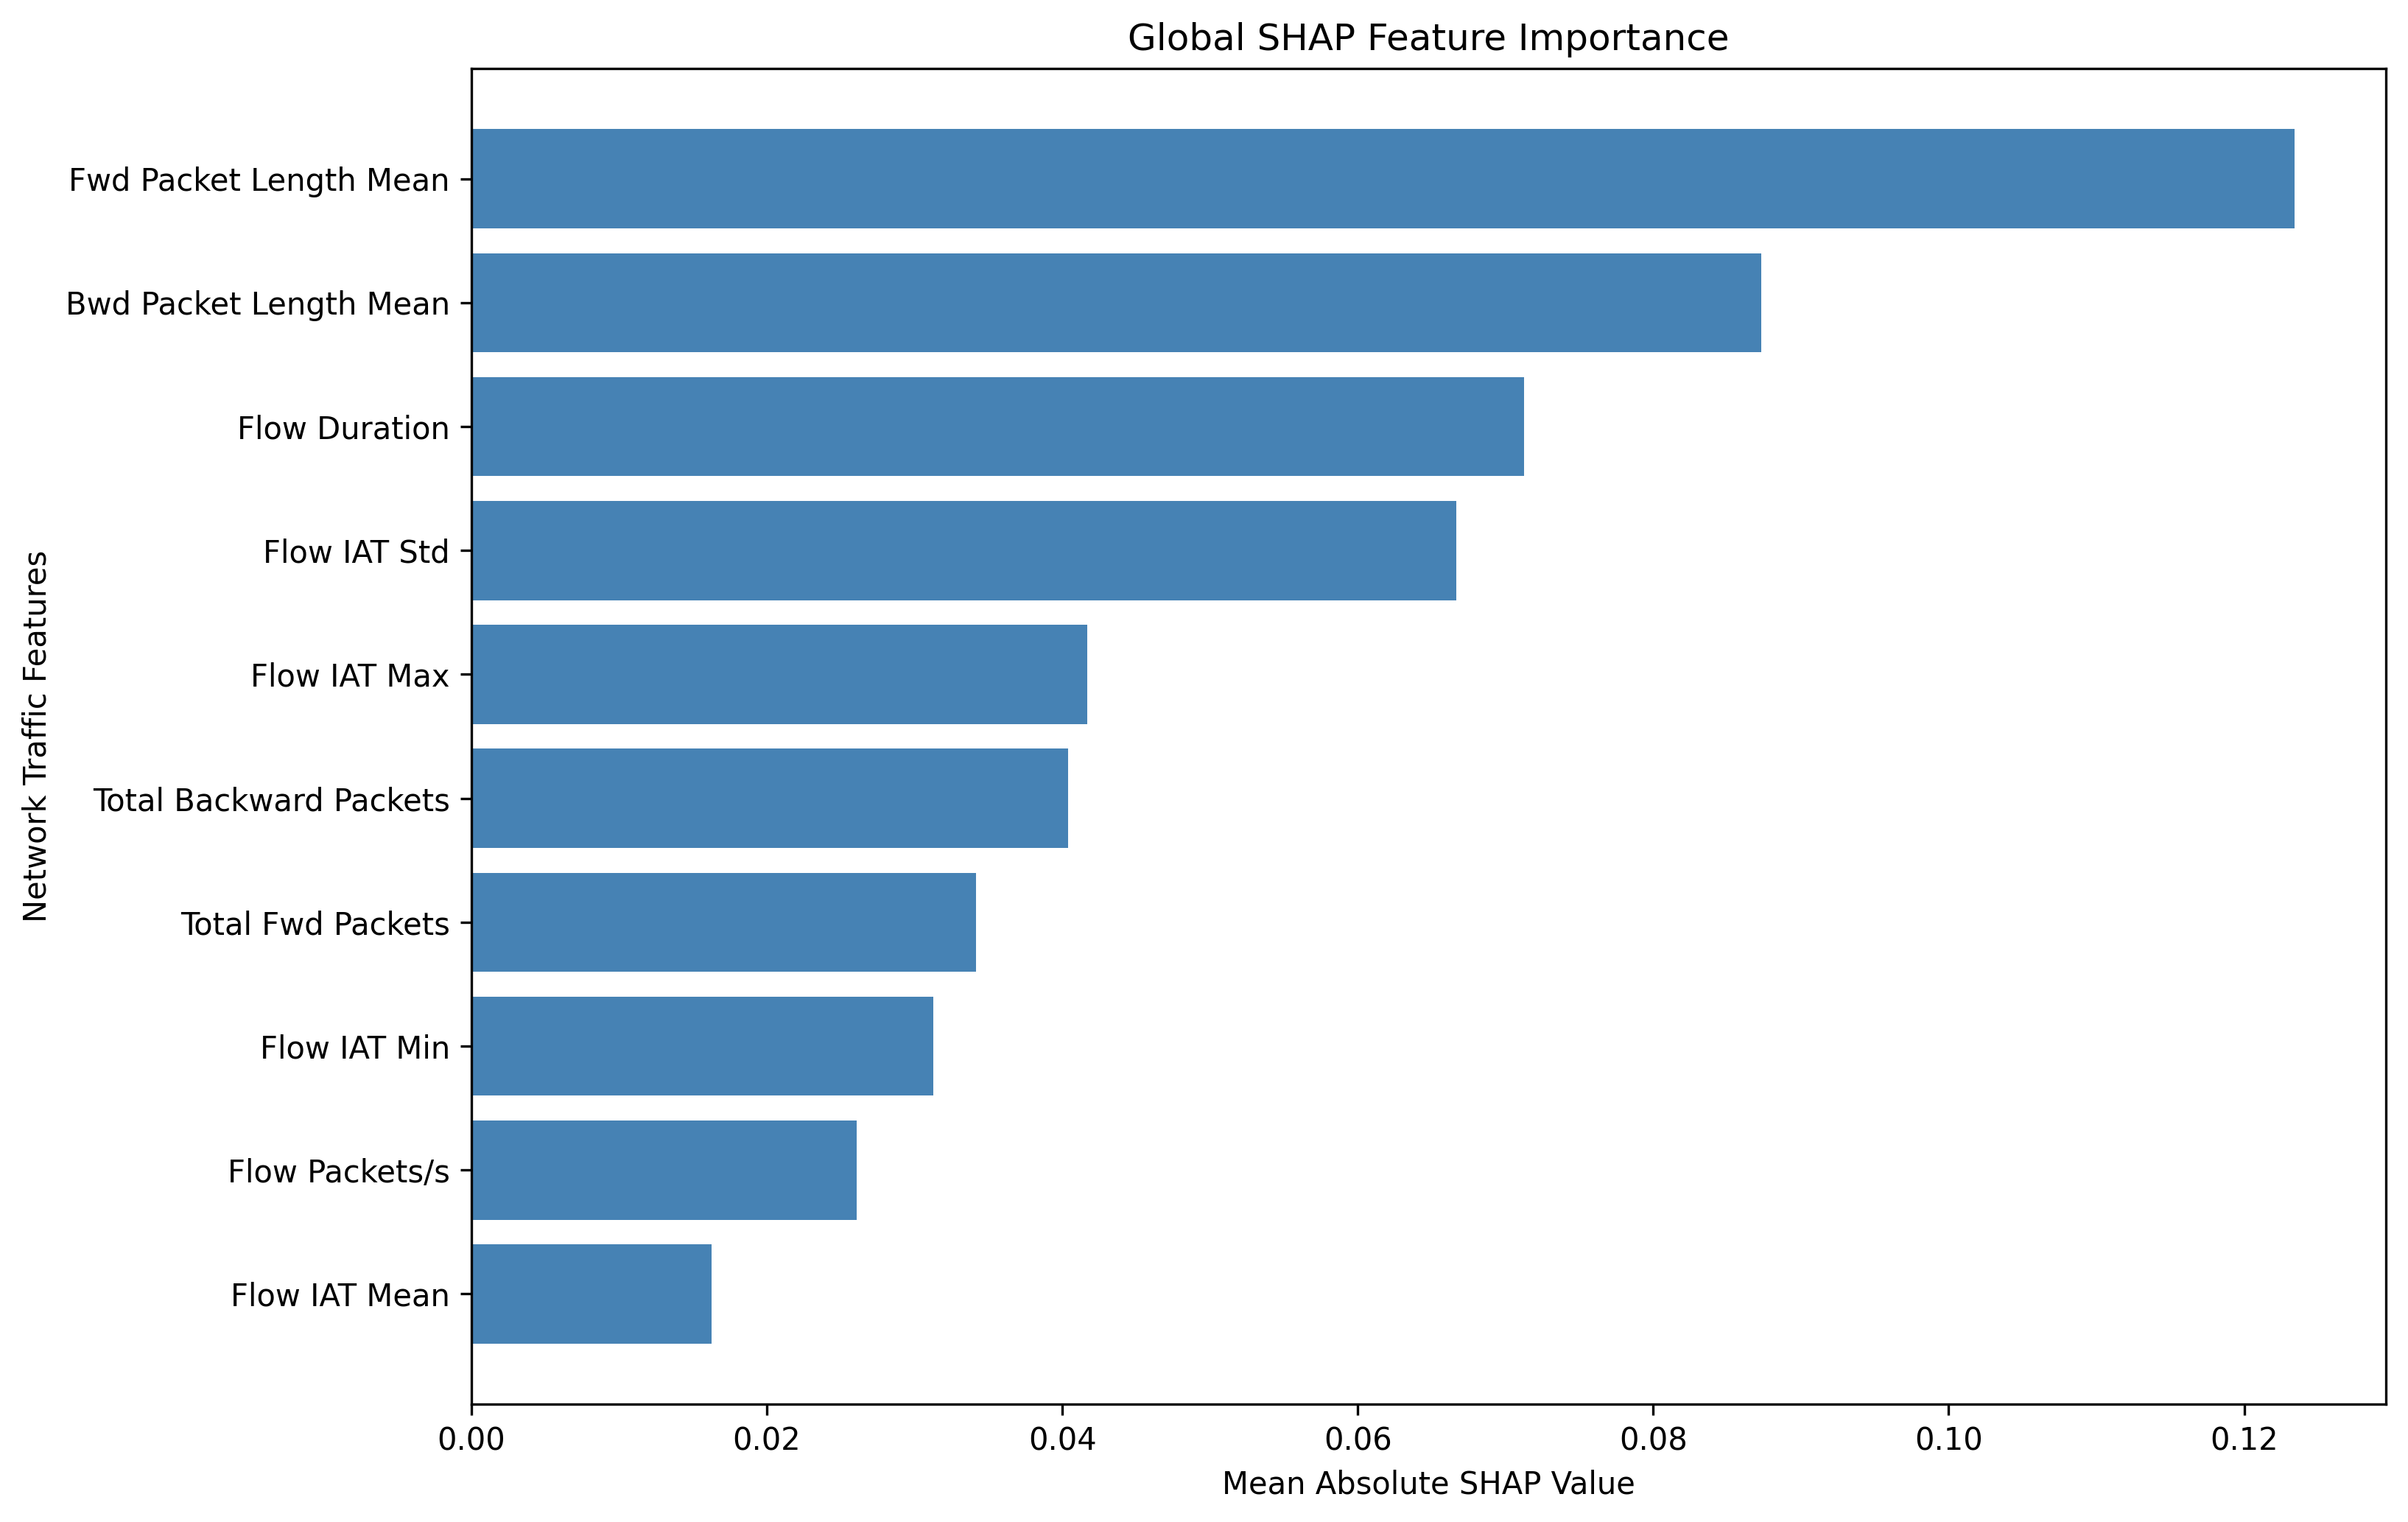 Global SHAP Feature Importance
Network Traffic Features
Fwd Packet Length Mean
Bwd Packet Length Mean
Flow Duration
Flow IAT Std
Flow IAT Max
Total Backward Packets
Total Fwd Packets
Flow IAT Min
Flow Packets/s
Flow IAT Mean
0.00 0.02 0.04 0.06 0.08 0.10 0.12
Mean Absolute SHAP Value